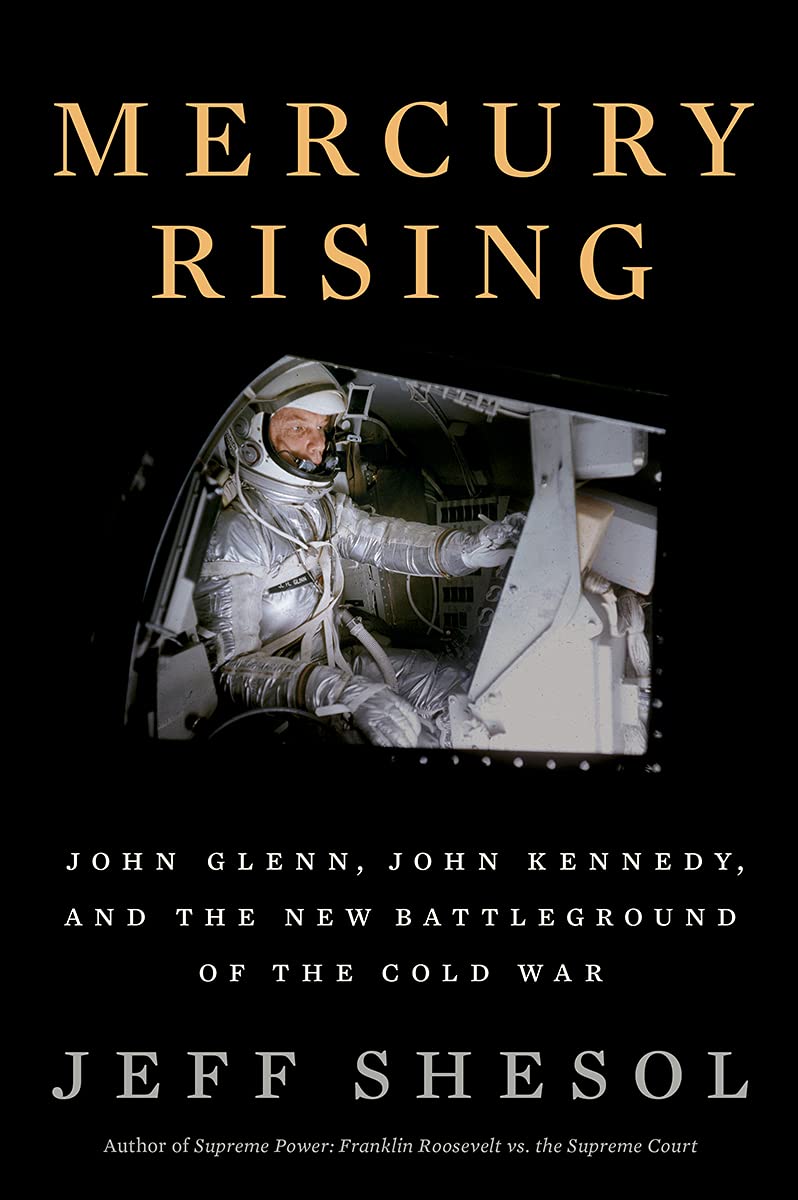 MERCURY
RISING
J. H. GLENN
JOHN GLENN, JOHN KENNEDY,
AND THE NEW BATTLEGROUND
OF THE COLD WAR
JEFF SHESOL
Author of Supreme Power: Franklin Roosevelt vs. the Supreme Court